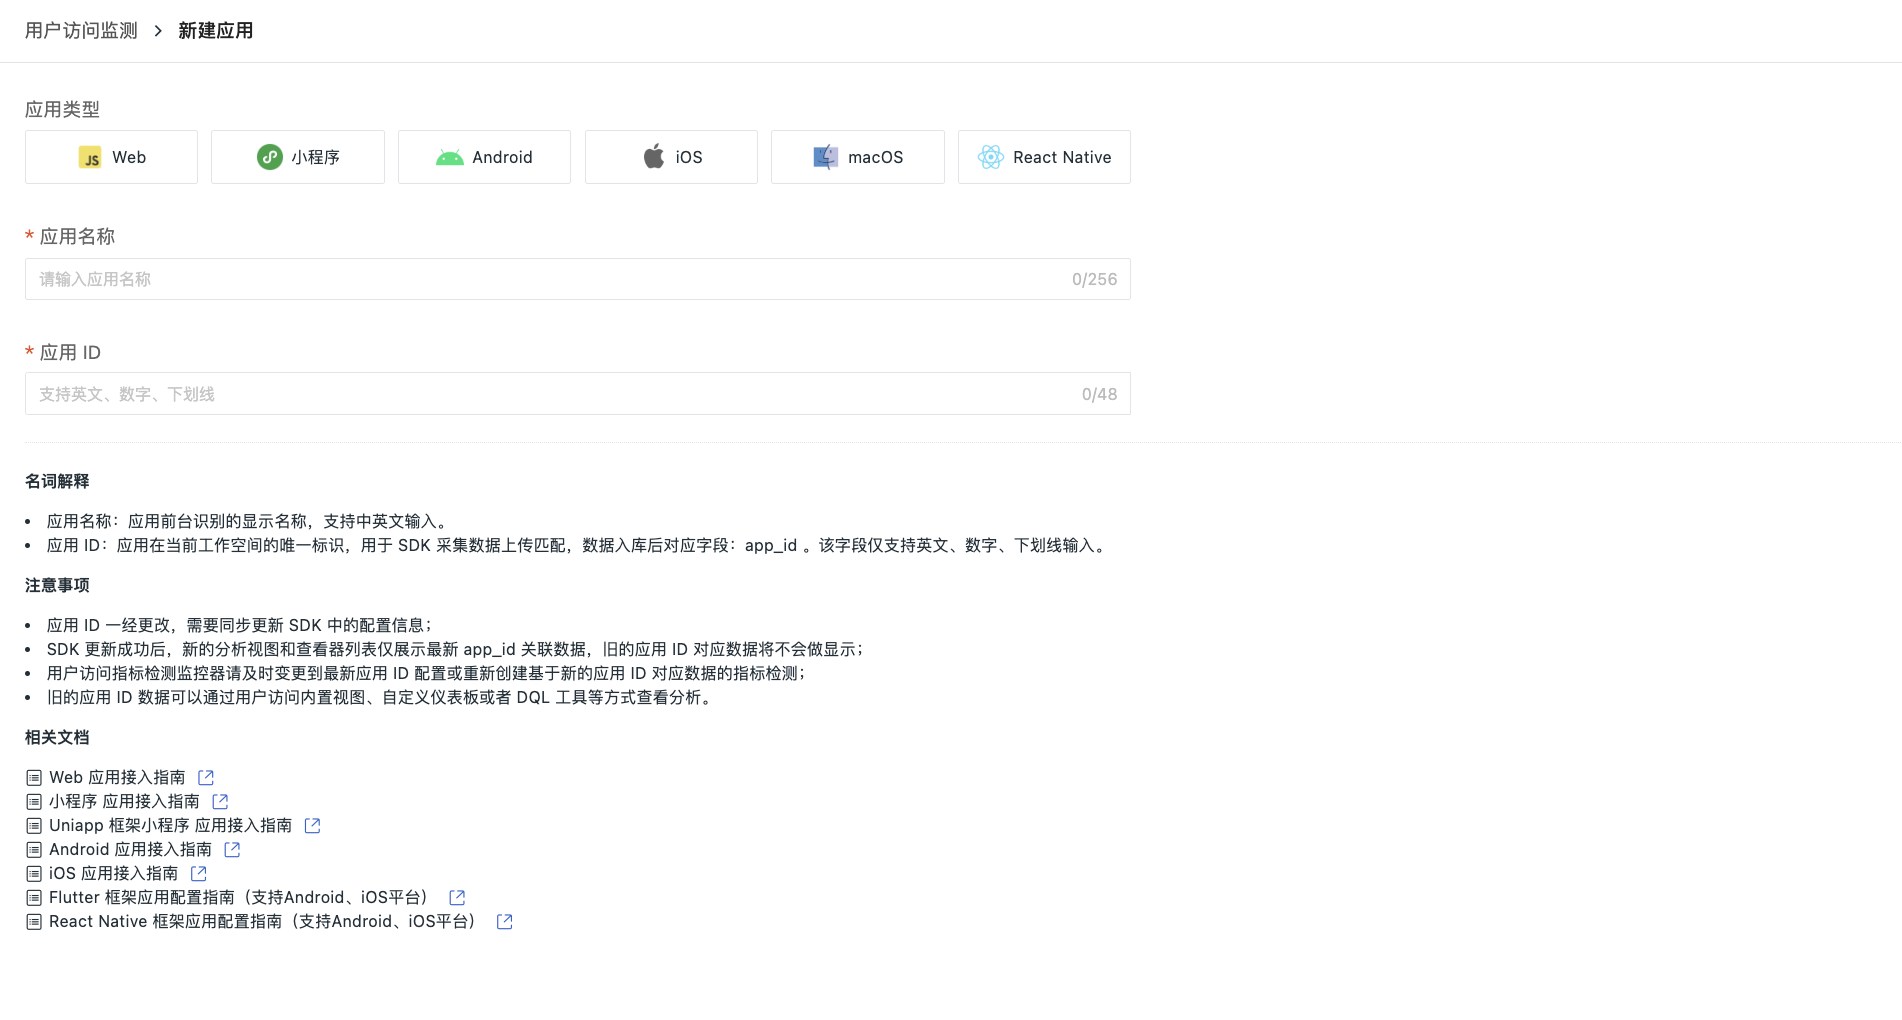 用户访问监测 > 新建应用
应用类型
JS Web
小程序
Android
iOS
macOS
React Native
* 应用名称
请输入应用名称 0/256
* 应用 ID
支持英文、数字、下划线 0/48
名词解释
• 应用名称：应用前台识别的显示名称，支持中英文输入。
• 应用 ID：应用在当前工作空间的唯一标识，用于 SDK 采集数据上传匹配，数据入库后对应字段：app_id 。该字段仅支持英文、数字、下划线输入。
注意事项
• 应用 ID 一经更改，需要同步更新 SDK 中的配置信息；
• SDK 更新成功后，新的分析视图和查看器列表仅展示最新 app_id 关联数据，旧的应用 ID 对应数据将不会做显示；
• 用户访问指标检测监控器请及时变更到最新应用 ID 配置或重新创建基于新的应用 ID 对应数据的指标检测；
• 旧的应用 ID 数据可以通过用户访问内置视图、自定义仪表板或者 DQL 工具等方式查看分析。
相关文档
Web 应用接入指南
小程序 应用接入指南
Uniapp 框架小程序 应用接入指南
Android 应用接入指南
iOS 应用接入指南
Flutter 框架应用配置指南（支持Android、iOS平台）
React Native 框架应用配置指南（支持Android、iOS平台）